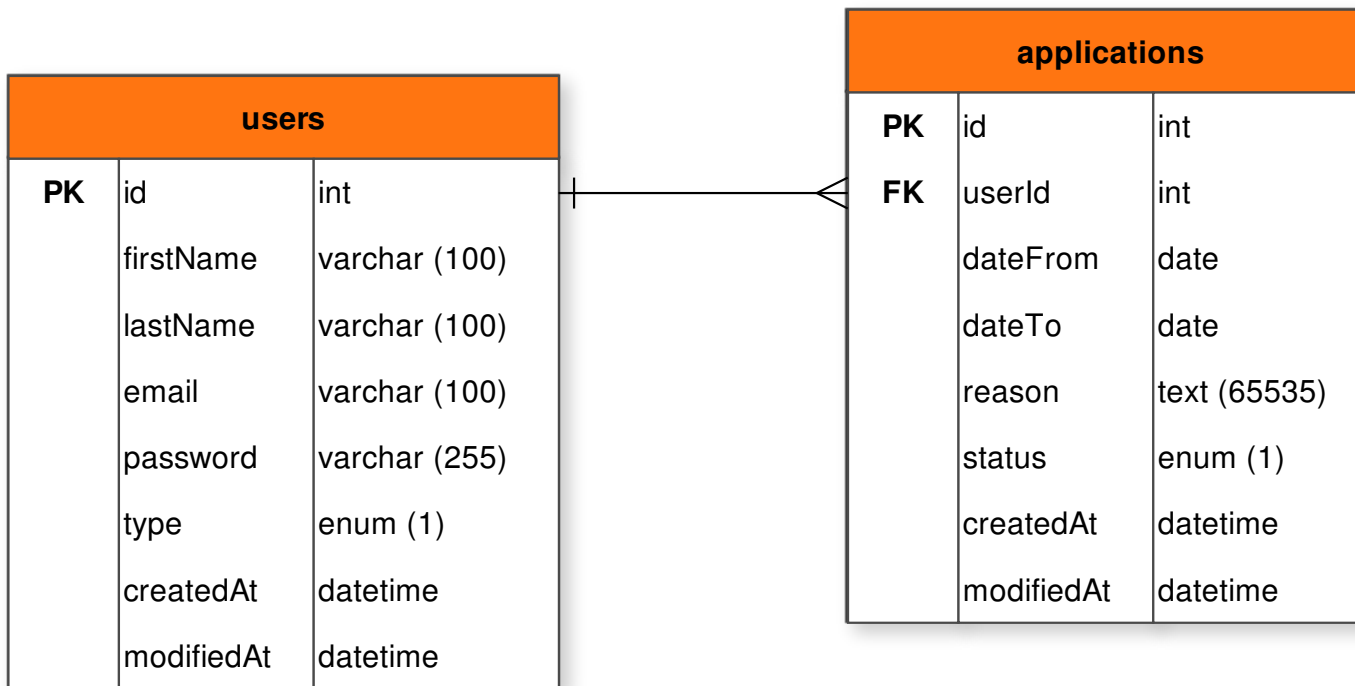 users
PK id int
firstName varchar (100)
lastName varchar (100)
email varchar (100)
password varchar (255)
type enum (1)
createdAt datetime
modifiedAt datetime
applications
PK id int
FK userId int
dateFrom date
dateTo date
reason text (65535)
status enum (1)
createdAt datetime
modifiedAt datetime